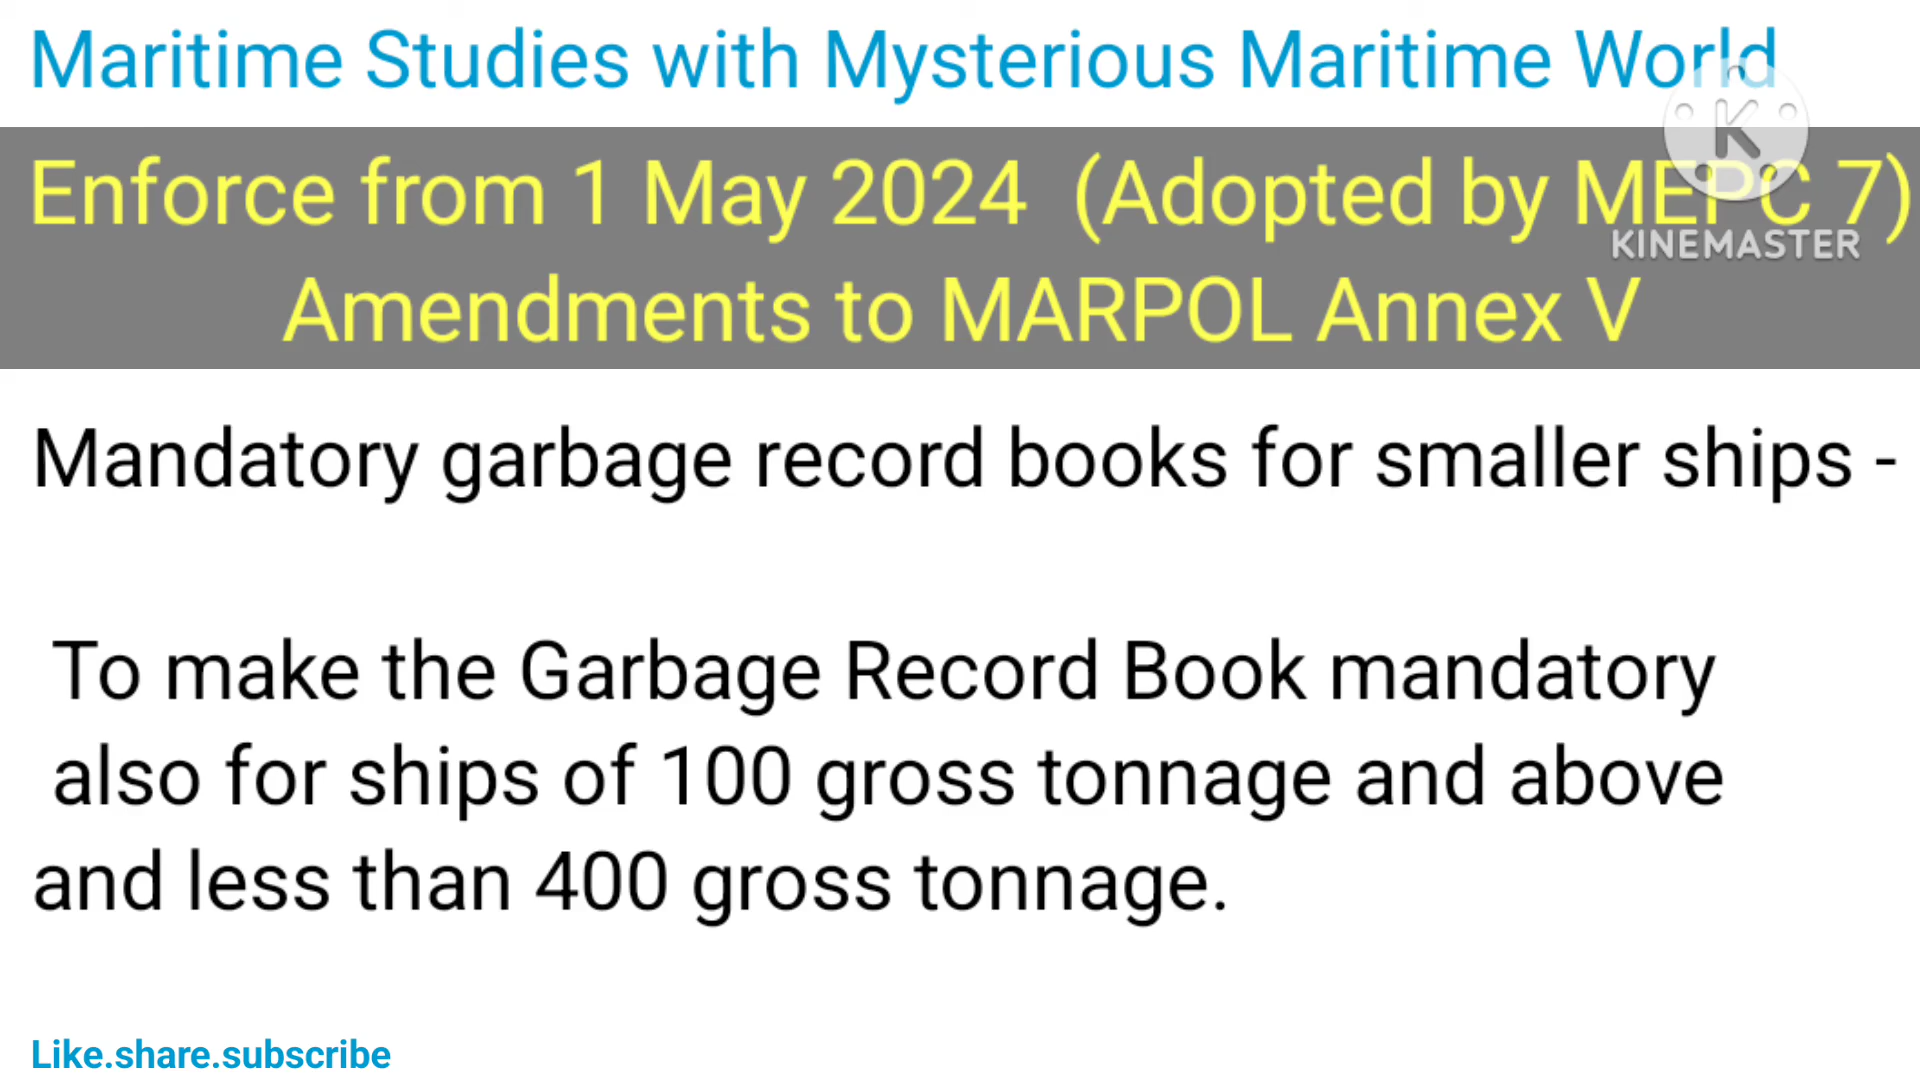 Maritime Studies with Mysterious Maritime World
Enforce from 1 May 2024 (Adopted by MEPC 7)
K
KINEMASTER
Amendments to MARPOL Annex V
Mandatory garbage record books for smaller ships -
To make the Garbage Record Book mandatory
also for ships of 100 gross tonnage and above
and less than 400 gross tonnage.
Like.share.subscribe